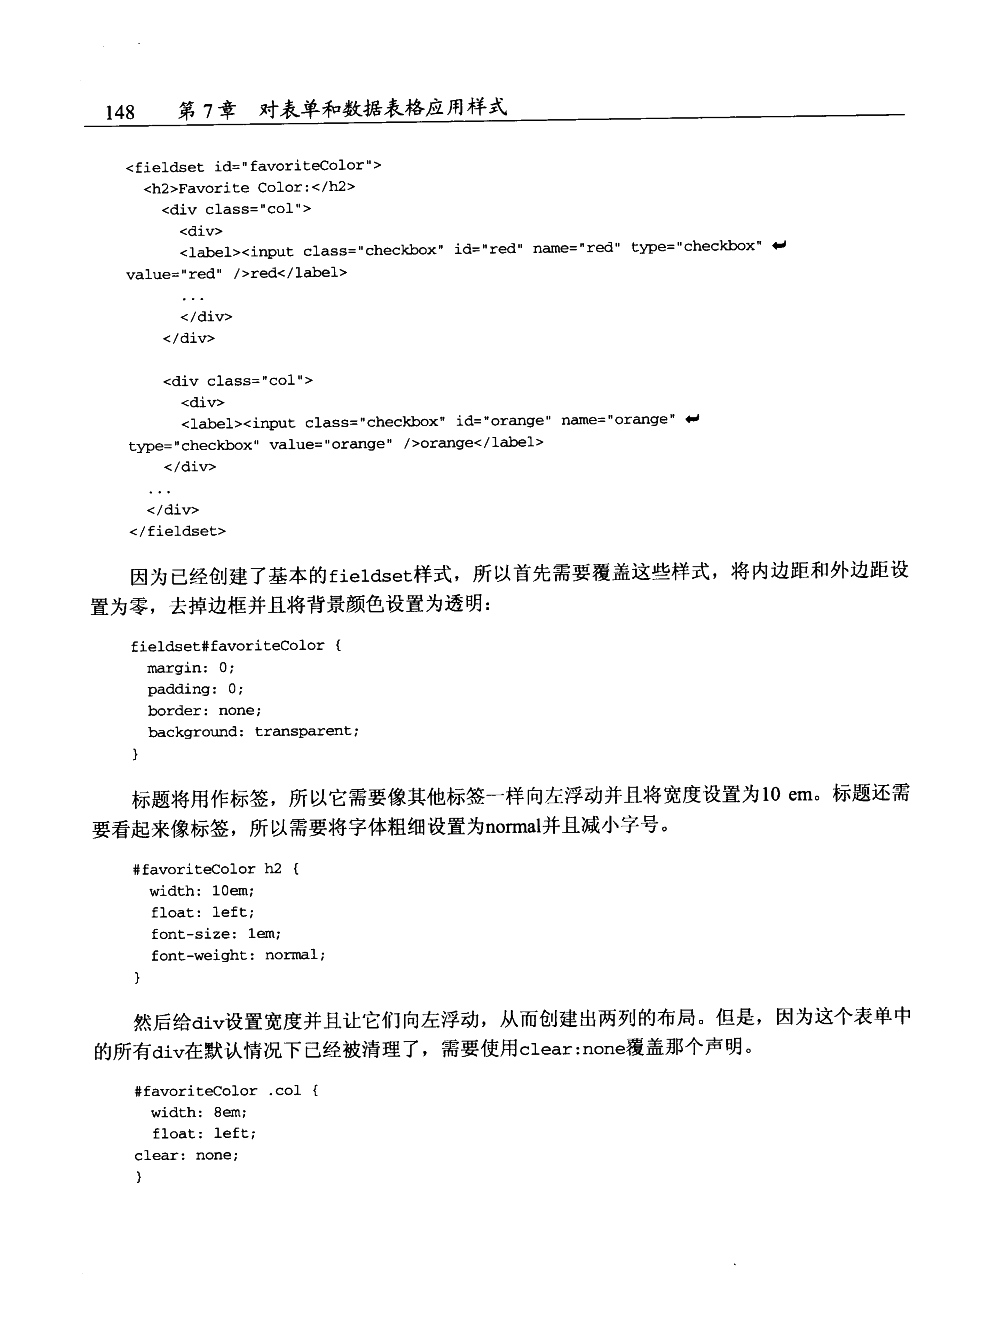 148 第 7 章 对表单和数据表格应用样式
<fieldset id="favoriteColor">
<h2>Favorite Color:</h2>
<div class="col">
<div>
<label><input class="checkbox" id="red" name="red" type="checkbox" ↵
value="red" />red</label>
...
</div>
</div>
<div class="col">
<div>
<label><input class="checkbox" id="orange" name="orange" ↵
type="checkbox" value="orange" />orange</label>
</div>
...
</div>
</fieldset>
因为已经创建了基本的fieldset样式，所以首先需要覆盖这些样式，将内边距和外边距设
置为零，去掉边框并且将背景颜色设置为透明：
fieldset#favoriteColor {
margin: 0;
padding: 0;
border: none;
background: transparent;
}
标题将用作标签，所以它需要像其他标签一样向左浮动并且将宽度设置为10 em。标题还需
要看起来像标签，所以需要将字体粗细设置为normal并且减小字号。
#favoriteColor h2 {
width: 10em;
float: left;
font-size: 1em;
font-weight: normal;
}
然后给div设置宽度并且让它们向左浮动，从而创建出两列的布局。但是，因为这个表单中
的所有div在默认情况下已经被清理了，需要使用clear:none覆盖那个声明。
#favoriteColor .col {
width: 8em;
float: left;
clear: none;
}